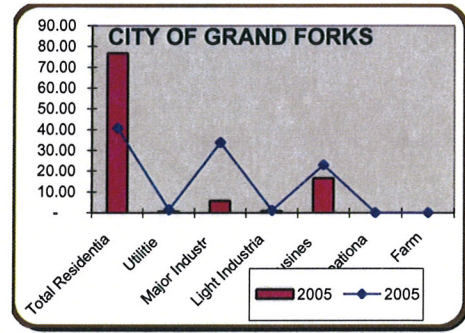 CITY OF GRAND FORKS
90.00
80.00
70.00
60.00
50.00
40.00
30.00
20.00
10.00
-
Total Residentia
Utilitie
Major Industr
Light Industria
usines
ationa
Farm
2005
2005